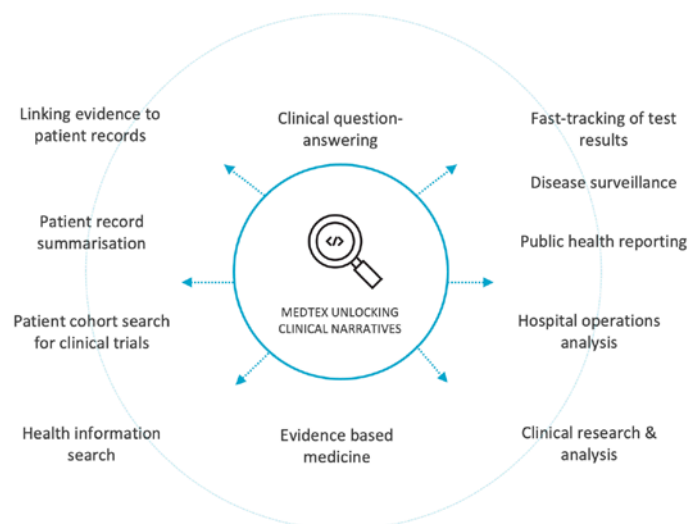 Linking evidence to
patient records
Clinical question-
answering
Fast-tracking of test
results
Disease surveillance
Patient record
summarisation
Public health reporting
</>
MEDTEX UNLOCKING
CLINICAL NARRATIVES
Patient cohort search
for clinical trials
Hospital operations
analysis
Health information
search
Evidence based
medicine
Clinical research &
analysis